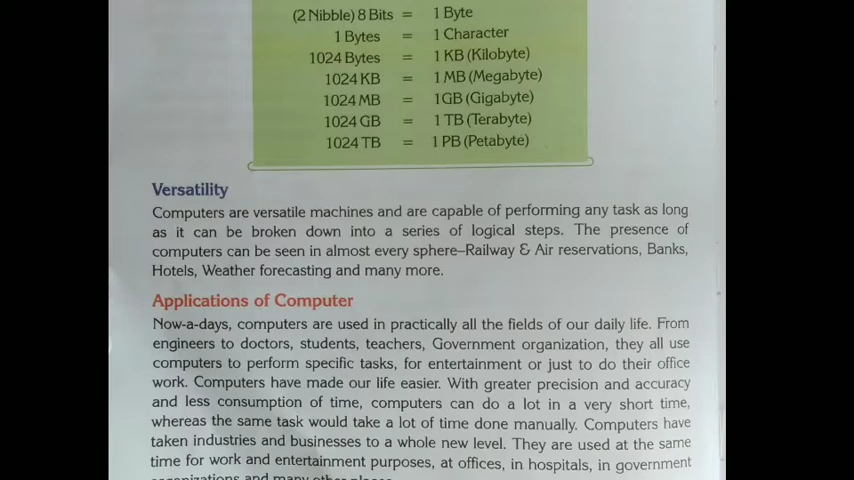 (2 Nibble) 8 Bits = 1 Byte
1 Bytes = 1 Character
1024 Bytes = 1 KB (Kilobyte)
1024 KB = 1 MB (Megabyte)
1024 MB = 1GB (Gigabyte)
1024 GB = 1 TB (Terabyte)
1024 TB = 1 PB (Petabyte)
Versatility
Computers are versatile machines and are capable of performing any task as long
as it can be broken down into a series of logical steps. The presence of
computers can be seen in almost every sphere–Railway & Air reservations, Banks,
Hotels, Weather forecasting and many more.
Applications of Computer
Now-a-days, computers are used in practically all the fields of our daily life. From
engineers to doctors, students, teachers, Government organization, they all use
computers to perform specific tasks, for entertainment or just to do their office
work. Computers have made our life easier. With greater precision and accuracy
and less consumption of time, computers can do a lot in a very short time,
whereas the same task would take a lot of time done manually. Computers have
taken industries and businesses to a whole new level. They are used at the same
time for work and entertainment purposes, at offices, in hospitals, in government
organizations and many other places.